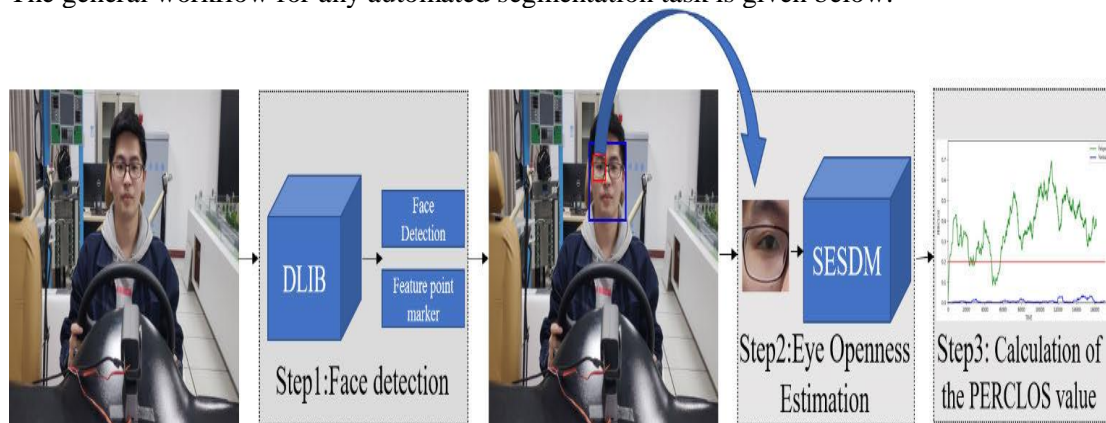 The general workflow for any automated segmentation task is given below:
DLIB
Face
Detection
Feature point
marker
Step1:Face detection
SESDM
Step2:Eye Openness
Estimation
Step3: Calculation of
the PERCLOS value